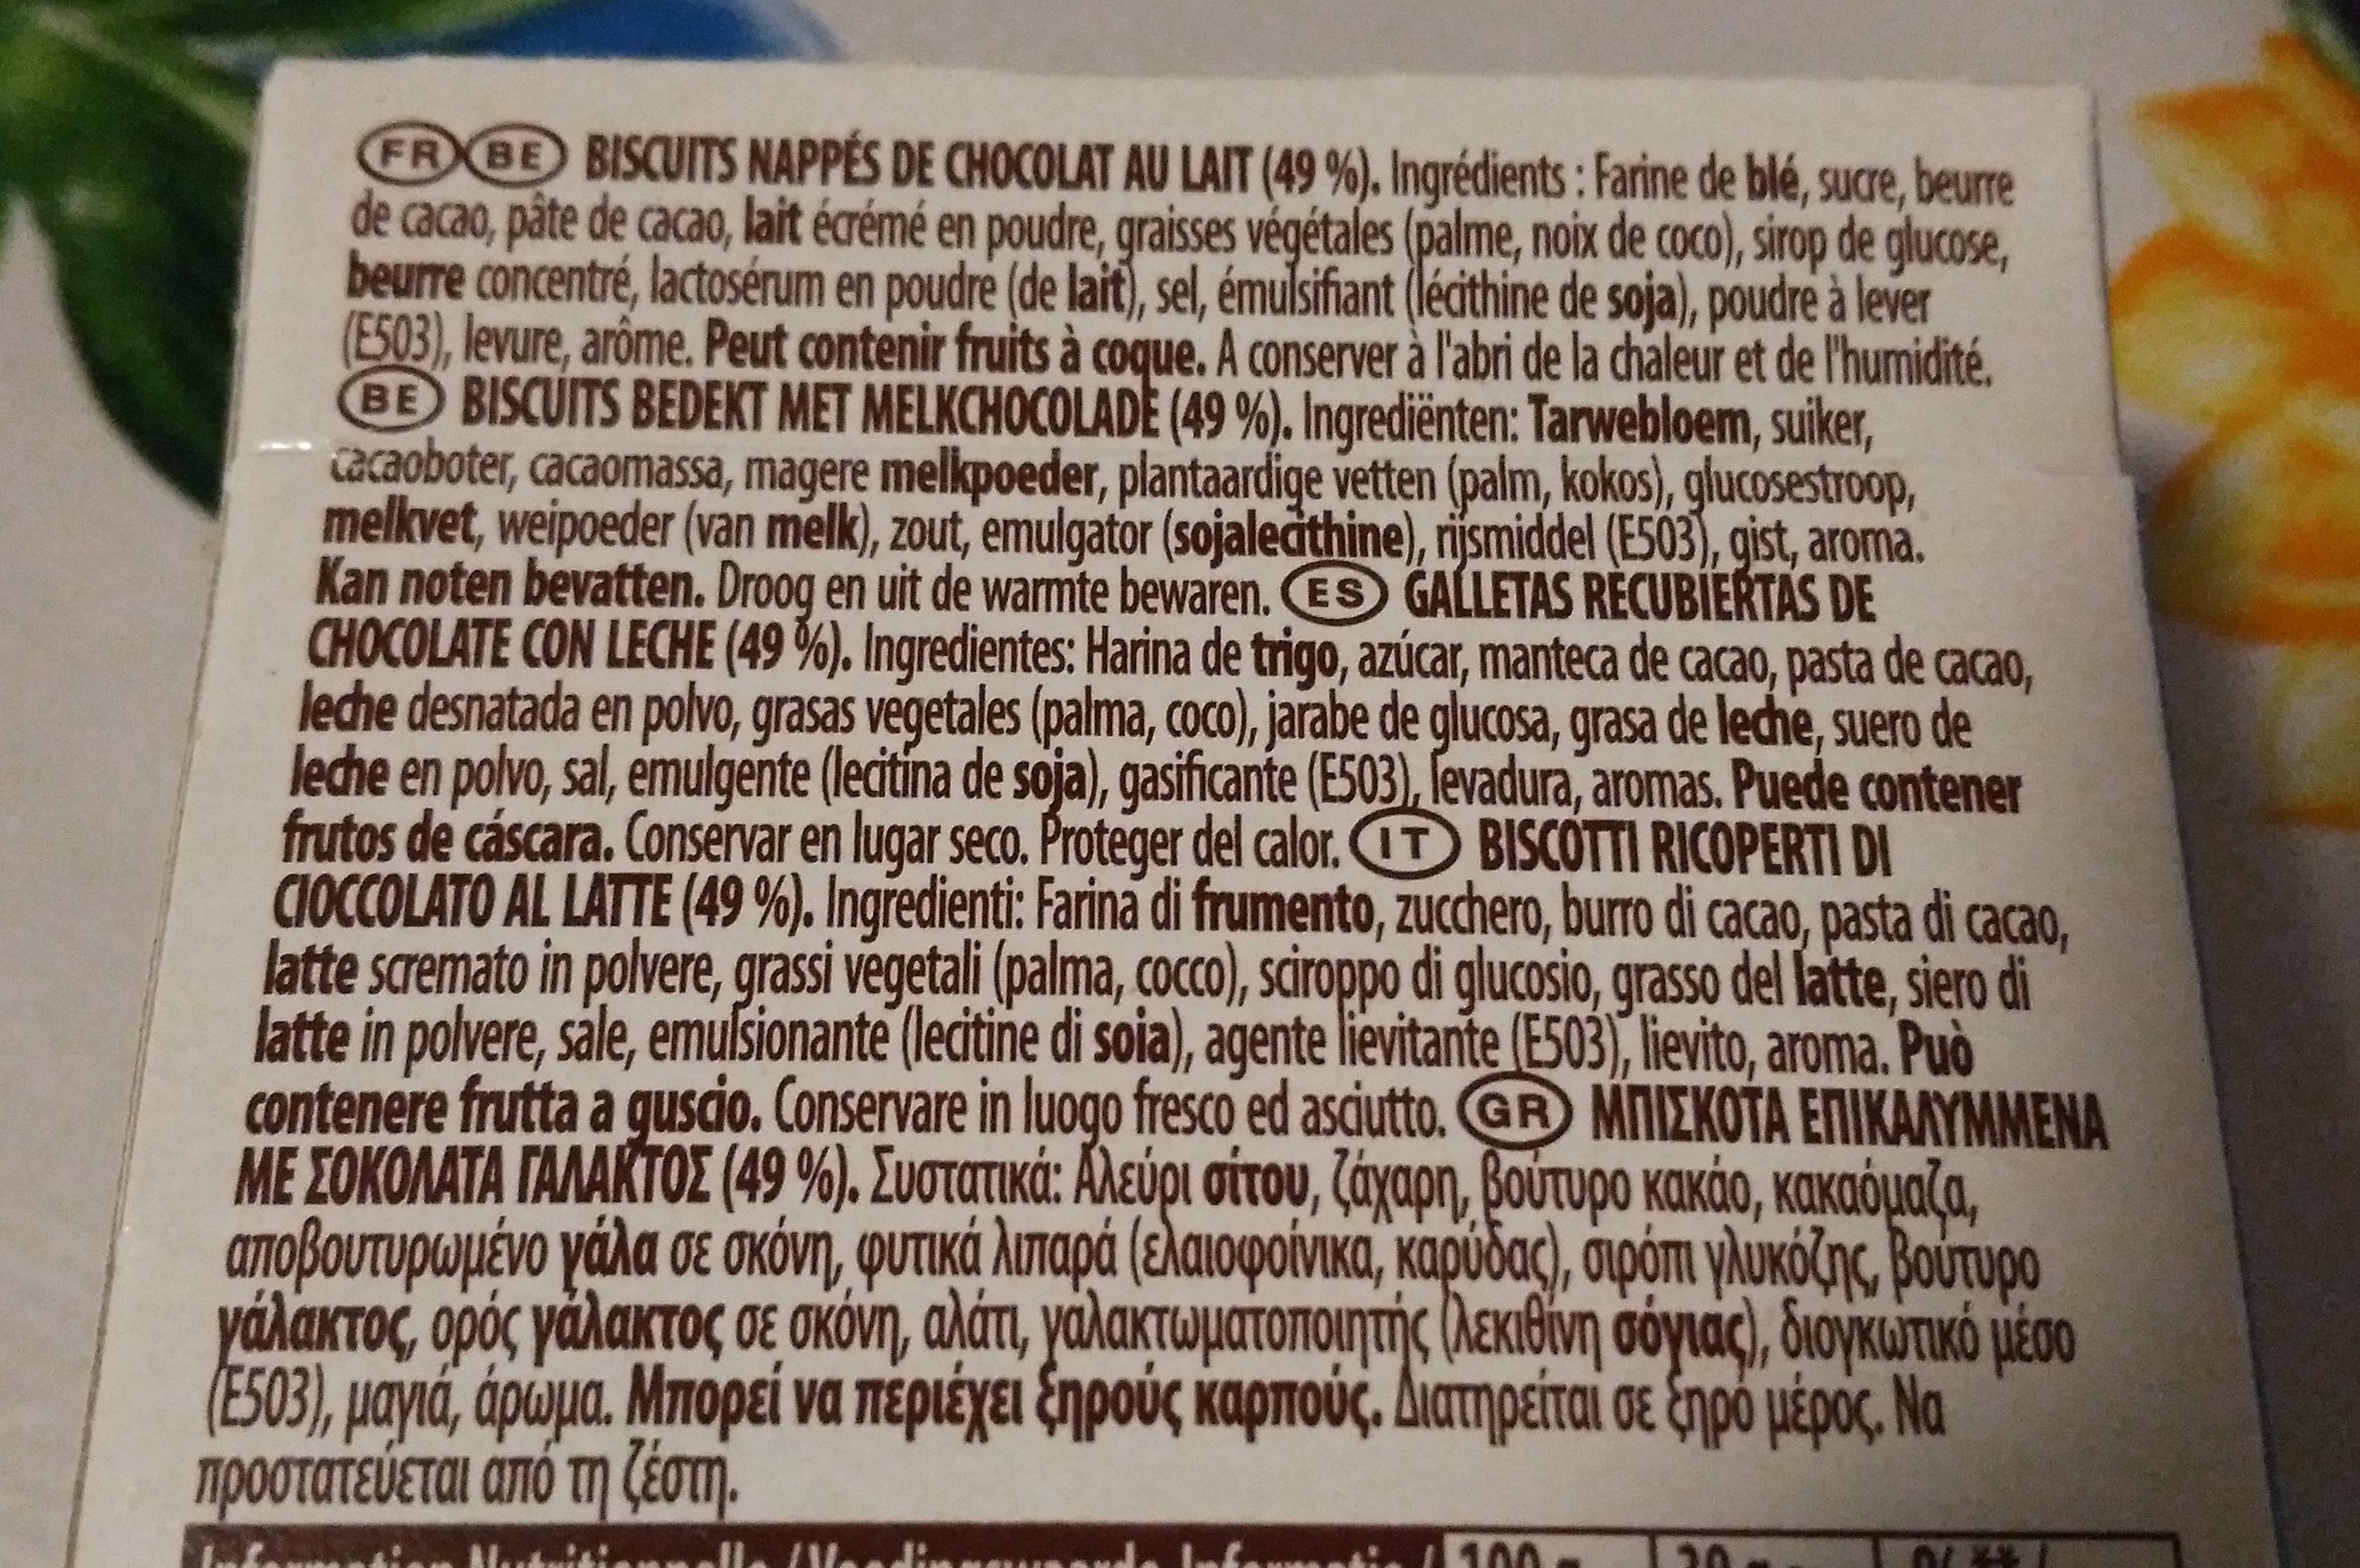 FR BE BISCUITS NAPPÉS DE CHOCOLAT AU LAIT (49 %). Ingrédients : Farine de blé, sucre, beurre
de cacao, pâte de cacao, lait écrémé en poudre, graisses végétales (palme, noix de coco), sirop de glucose,
beurre concentré, lactosérum en poudre (de lait), sel, émulsifiant (lécithine de soja), poudre à lever
(E503), levure, arôme. Peut contenir fruits à coque. A conserver à l'abri de la chaleur et de l'humidité.
BE BISCUITS BEDEKT MET MELKCHOCOLADE (49 %). Ingrediënten: Tarwebloem, suiker,
cacaoboter, cacaomassa, magere melkpoeder, plantaardige vetten (palm, kokos), glucosestroop,
melkvet, weipoeder (van melk), zout, emulgator (sojalecithine), rijsmiddel (E503), gist, aroma.
Kan noten bevatten. Droog en uit de warmte bewaren. ES GALLETAS RECUBIERTAS DE
CHOCOLATE CON LECHE (49 %). Ingredientes: Harina de trigo, azúcar, manteca de cacao, pasta de cacao,
leche desnatada en polvo, grasas vegetales (palma, coco), jarabe de glucosa, grasa de leche, suero de
leche en polvo, sal, emulgente (lecitina de soja), gasificante (E503), levadura, aromas. Puede contener
frutos de cáscara. Conservar en lugar seco. Proteger del calor. IT BISCOTTI RICOPERTI DI
CIOCCOLATO AL LATTE (49 %). Ingredienti: Farina di frumento, zucchero, burro di cacao, pasta di cacao,
latte scremato in polvere, grassi vegetali (palma, cocco), sciroppo di glucosio, grasso del latte, siero di
latte in polvere, sale, emulsionante (lecitine di soia), agente lievitante (E503), lievito, aroma. Può
contenere frutta a guscio. Conservare in luogo fresco ed asciutto. GR ΜΠΙΣΚΟΤΑ ΕΠΙΚΑΛΥΜΜΕΝΑ
ΜΕ ΣΟΚΟΛΑΤΑ ΓΑΛΑΚΤΟΣ (49 %). Συστατικά: Αλεύρι σίτου, ζάχαρη, βούτυρο κακάο, κακαόμαζα,
αποβουτυρωμένο γάλα σε σκόνη, φυτικά λιπαρά (ελαιοφοίνικα, καρύδας), σιρόπι γλυκόζης, βούτυρο
γάλακτος, ορός γάλακτος σε σκόνη, αλάτι, γαλακτωματοποιητής (λεκιθίνη σόγιας), διογκωτικό μέσο
(E503), μαγιά, άρωμα. Μπορεί να περιέχει ξηρούς καρπούς. Διατηρείται σε ξηρό μέρος. Να
προστατεύεται από τη ζέστη.
Information Nutritionnelle / Voedingswaarde Informatie / 100 g